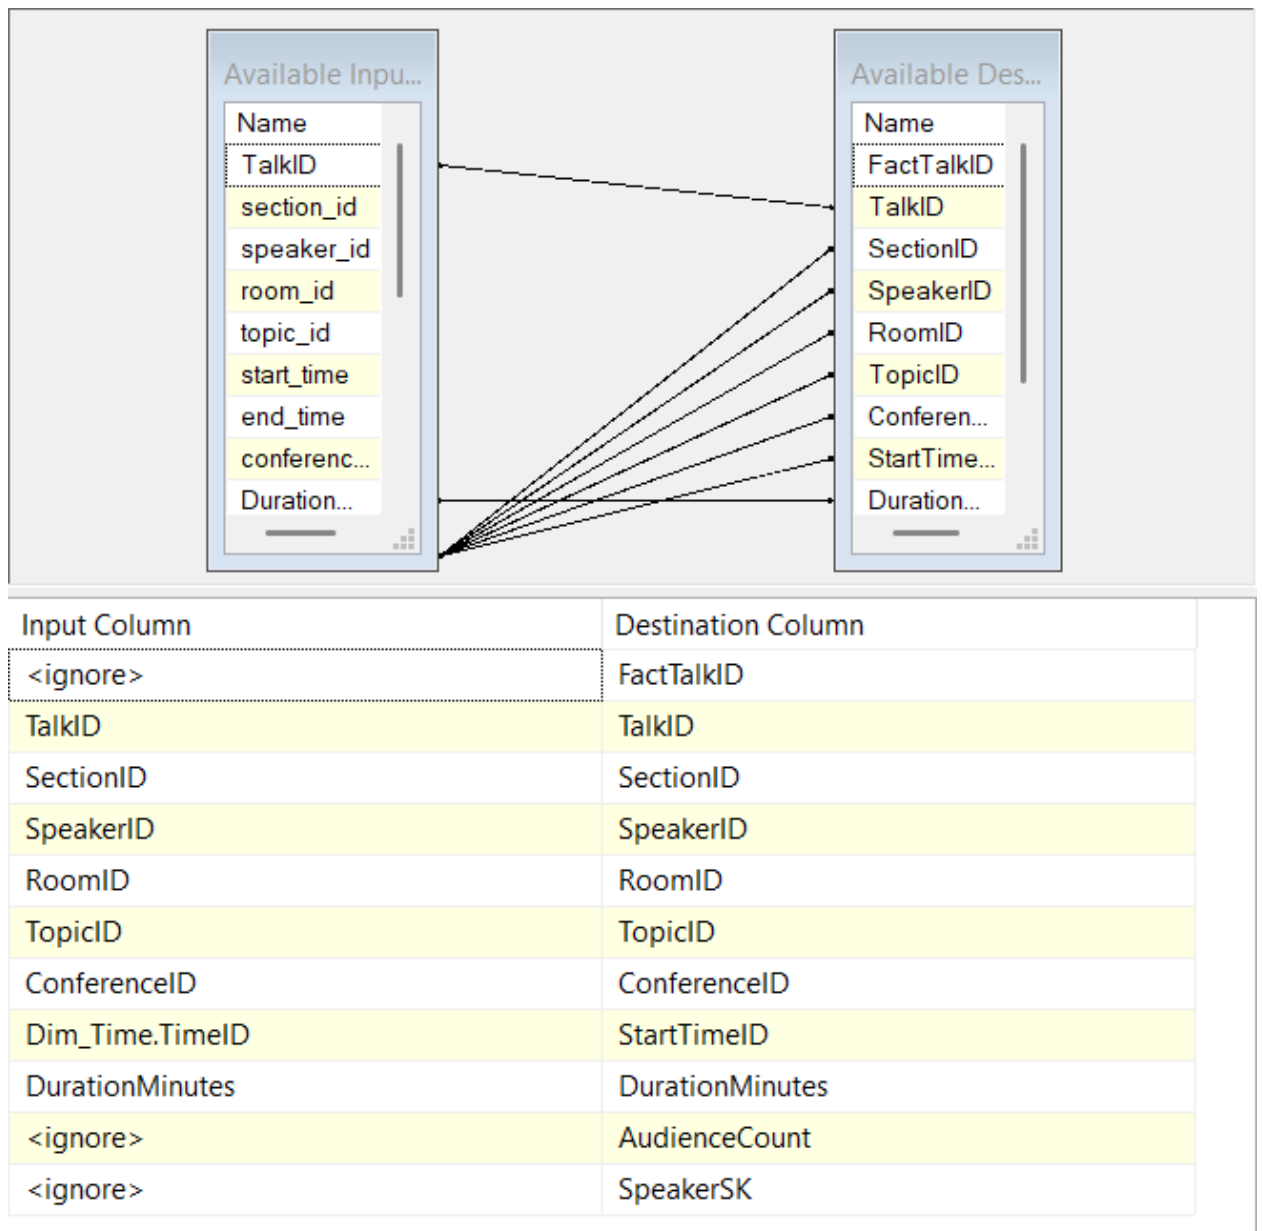 Available Inpu...
Name
TalkID
section_id
speaker_id
room_id
topic_id
start_time
end_time
conferenc...
Duration...
Available Des...
Name
FactTalkID
TalkID
SectionID
SpeakerID
RoomID
TopicID
Conferen...
StartTime...
Duration...
Input Column Destination Column
<ignore> FactTalkID
TalkID TalkID
SectionID SectionID
SpeakerID SpeakerID
RoomID RoomID
TopicID TopicID
ConferenceID ConferenceID
Dim_Time.TimeID StartTimeID
DurationMinutes DurationMinutes
<ignore> AudienceCount
<ignore> SpeakerSK